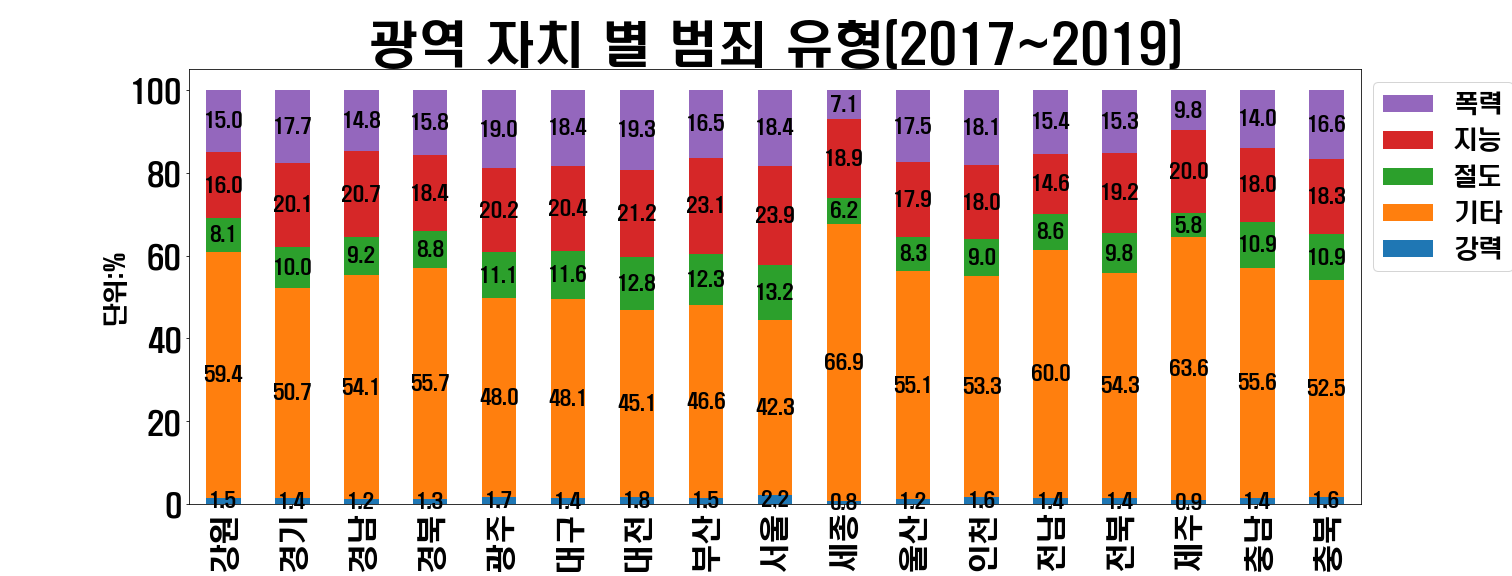 광역 자치 별 범죄 유형(2017~2019)
단위:%
100
80
60
40
20
0
15.0 17.7 14.8 15.8 19.0 18.4 19.3 16.5 18.4 7.1 17.5 18.1 15.4 15.3 9.8 14.0 16.6
16.0 20.1 20.7 18.4 20.2 20.4 21.2 23.1 23.9 18.9 17.9 18.0 14.6 19.2 20.0 18.0 18.3
8.1 10.0 9.2 8.8 11.1 11.6 12.8 12.3 13.2 6.2 8.3 9.0 8.6 9.8 5.8 10.9 10.9
59.4 50.7 54.1 55.7 48.0 48.1 45.1 46.6 42.3 66.9 55.1 53.3 60.0 54.3 63.6 55.6 52.5
1.5 1.4 1.2 1.3 1.7 1.4 1.8 1.5 2.2 0.8 1.2 1.6 1.4 1.4 0.9 1.4 1.6
강원 경기 경남 경북 광주 대구 대전 부산 서울 세종 울산 인천 전남 전북 제주 충남 충북
폭력
지능
절도
기타
강력